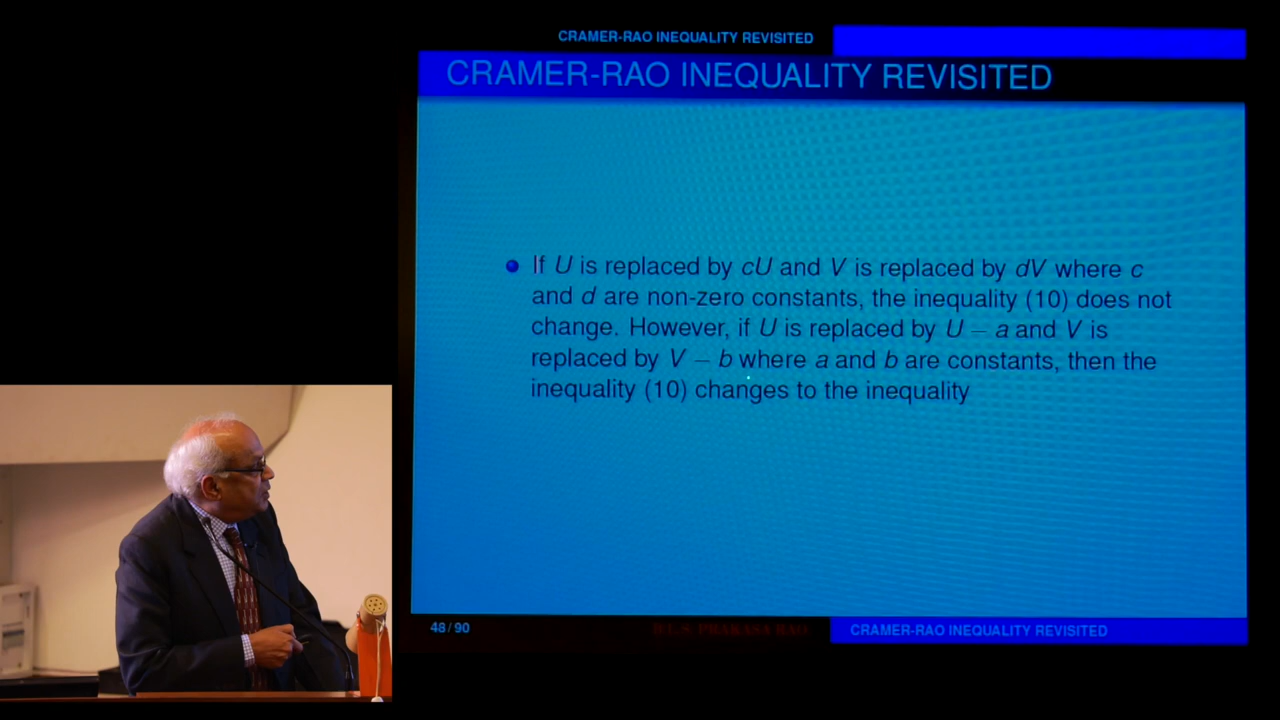 CRAMER-RAO INEQUALITY REVISITED
CRAMER-RAO INEQUALITY REVISITED
If U is replaced by cU and V is replaced by dV where c
and d are non-zero constants, the inequality (10) does not
change. However, if U is replaced by U – a and V is
replaced by V – b where a and b are constants, then the
inequality (10) changes to the inequality
48/90
B.L.S. PRAKASA RAO
CRAMER-RAO INEQUALITY REVISITED